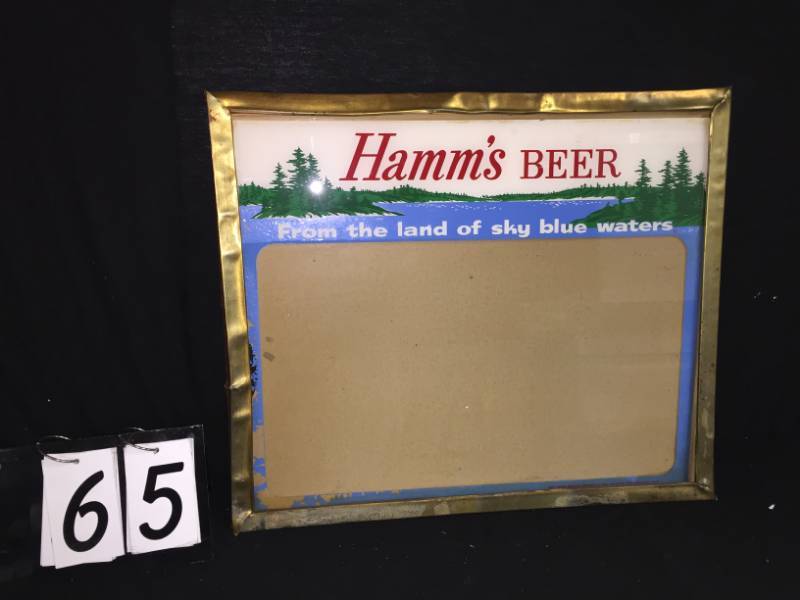 Hamm's BEER
From the land of sky blue waters
65